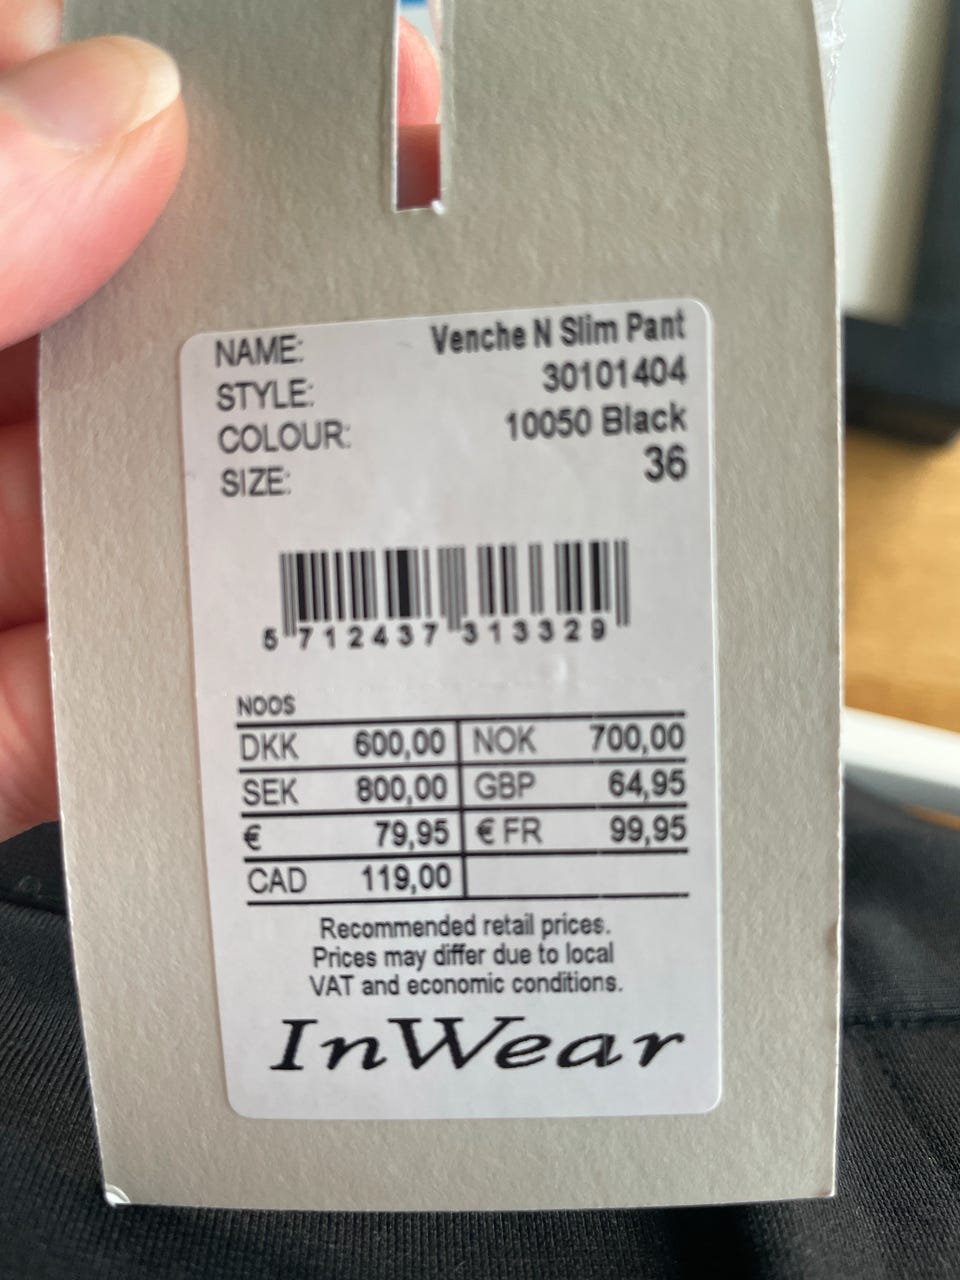 NAME: Venche N Slim Pant
STYLE: 30101404
COLOUR: 10050 Black
SIZE: 36
5 712437 313329
NOOS
DKK 600,00 NOK 700,00
SEK 800,00 GBP 64,95
€ 79,95 € FR 99,95
CAD 119,00
Recommended retail prices.
Prices may differ due to local
VAT and economic conditions.
InWear